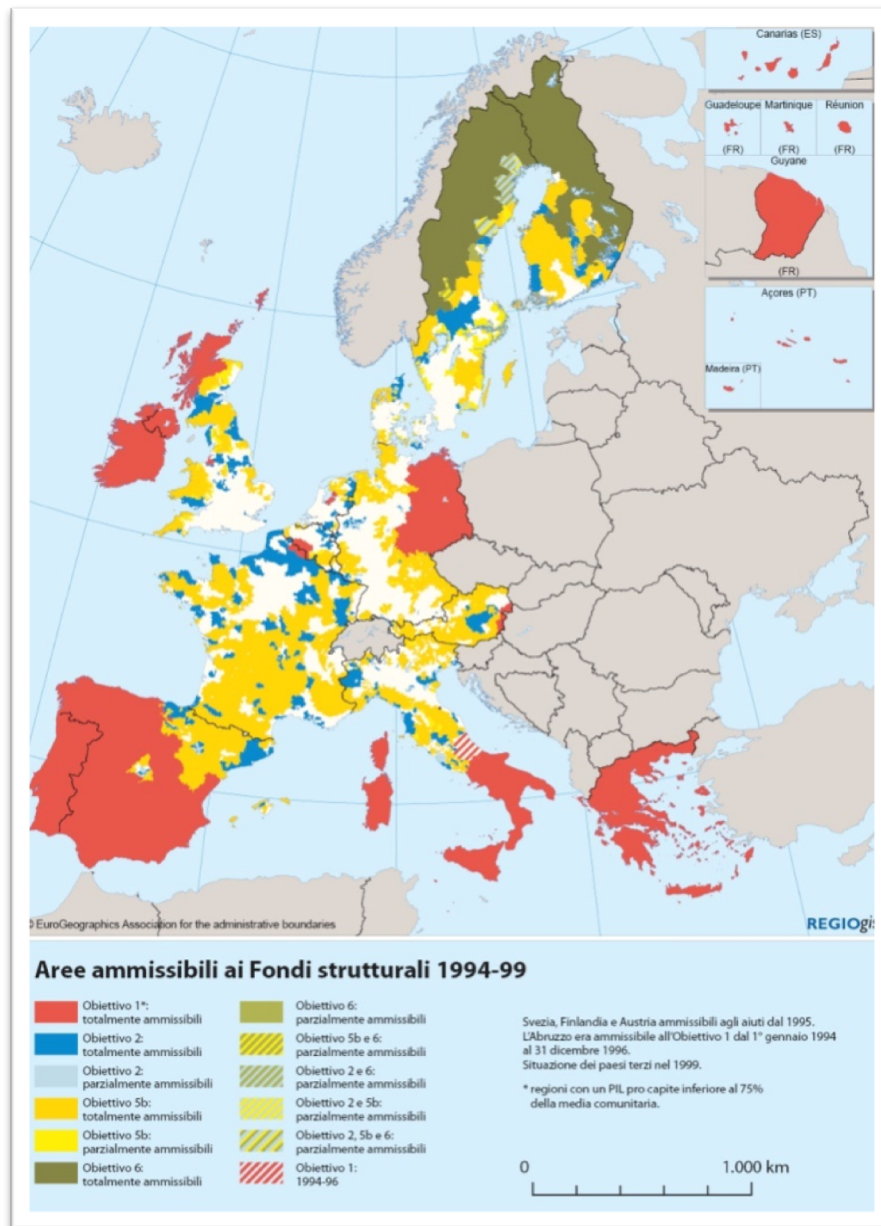 Canarias (ES)
Guadeloupe
Martinique
Réunion
(FR)
(FR)
(FR)
Guyane
(FR)
Açores (PT)
Madeira (PT)
© EuroGeographics Association for the administrative boundaries
REGIOgis
Aree ammissibili ai Fondi strutturali 1994-99
Obiettivo 1*:
totalmente ammissibili
Obiettivo 2:
totalmente ammissibili
Obiettivo 2:
parzialmente ammissibili
Obiettivo 5b:
totalmente ammissibili
Obiettivo 5b:
parzialmente ammissibili
Obiettivo 6:
totalmente ammissibili
Obiettivo 6:
parzialmente ammissibili
Obiettivo 5b e 6:
parzialmente ammissibili
Obiettivo 2 e 6:
parzialmente ammissibili
Obiettivo 2 e 5b:
parzialmente ammissibili
Obiettivo 2, 5b e 6:
parzialmente ammissibili
Obiettivo 1:
1994-96
Svezia, Finlandia e Austria ammissibili agli aiuti dal 1995.
L'Abruzzo era ammissibile all'Obiettivo 1 dal 1° gennaio 1994
al 31 dicembre 1996.
Situazione dei paesi terzi nel 1999.
* regioni con un PIL pro capite inferiore al 75%
della media comunitaria.
0 1.000 km